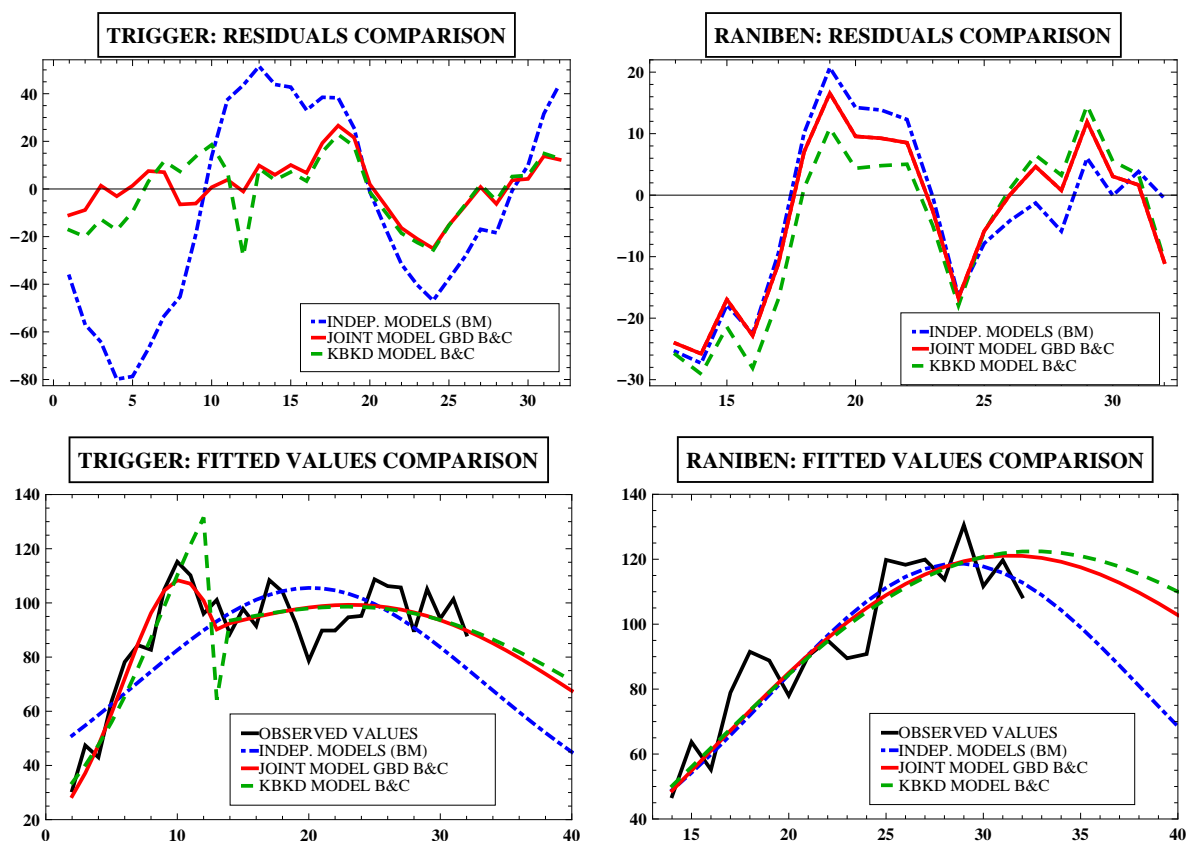 TRIGGER: RESIDUALS COMPARISON
40
20
0
−20
−40
−60
−80
0 5 10 15 20 25 30
INDEP. MODELS (BM)
JOINT MODEL GBD B&C
KBKD MODEL B&C
RANIBEN: RESIDUALS COMPARISON
20
10
0
−10
−20
−30
15 20 25 30
INDEP. MODELS (BM)
JOINT MODEL GBD B&C
KBKD MODEL B&C
TRIGGER: FITTED VALUES COMPARISON
140
120
100
80
60
40
20
0 10 20 30 40
OBSERVED VALUES
INDEP. MODELS (BM)
JOINT MODEL GBD B&C
KBKD MODEL B&C
RANIBEN: FITTED VALUES COMPARISON
140
120
100
80
60
40
15 20 25 30 35 40
OBSERVED VALUES
INDEP. MODELS (BM)
JOINT MODEL GBD B&C
KBKD MODEL B&C